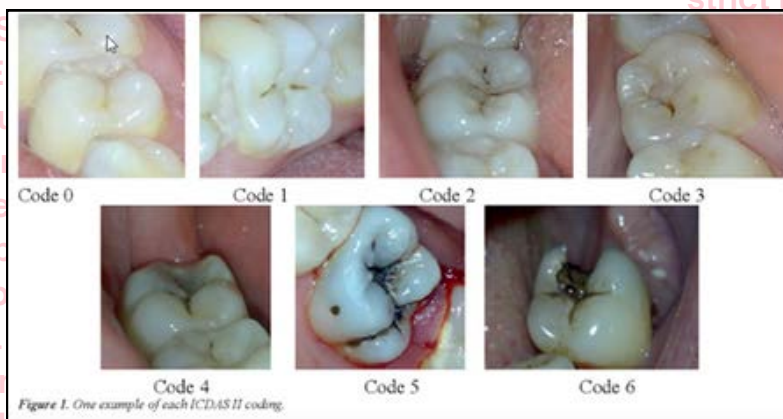 strict
Code 0 Code 1 Code 2 Code 3
Code 4 Code 5 Code 6
Figure 1. One example of each ICDAS II coding.